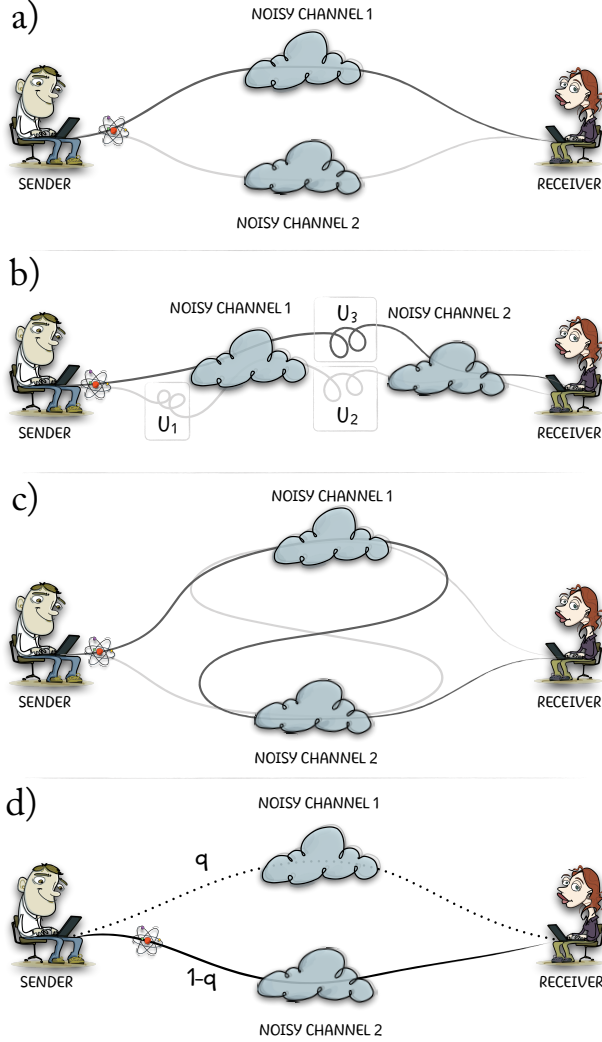 a)
NOISY CHANNEL 1
SENDER
RECEIVER
NOISY CHANNEL 2
b)
NOISY CHANNEL 1
U3
NOISY CHANNEL 2
U1
U2
SENDER
RECEIVER
c)
NOISY CHANNEL 1
SENDER
RECEIVER
NOISY CHANNEL 2
d)
NOISY CHANNEL 1
q
1-q
SENDER
RECEIVER
NOISY CHANNEL 2